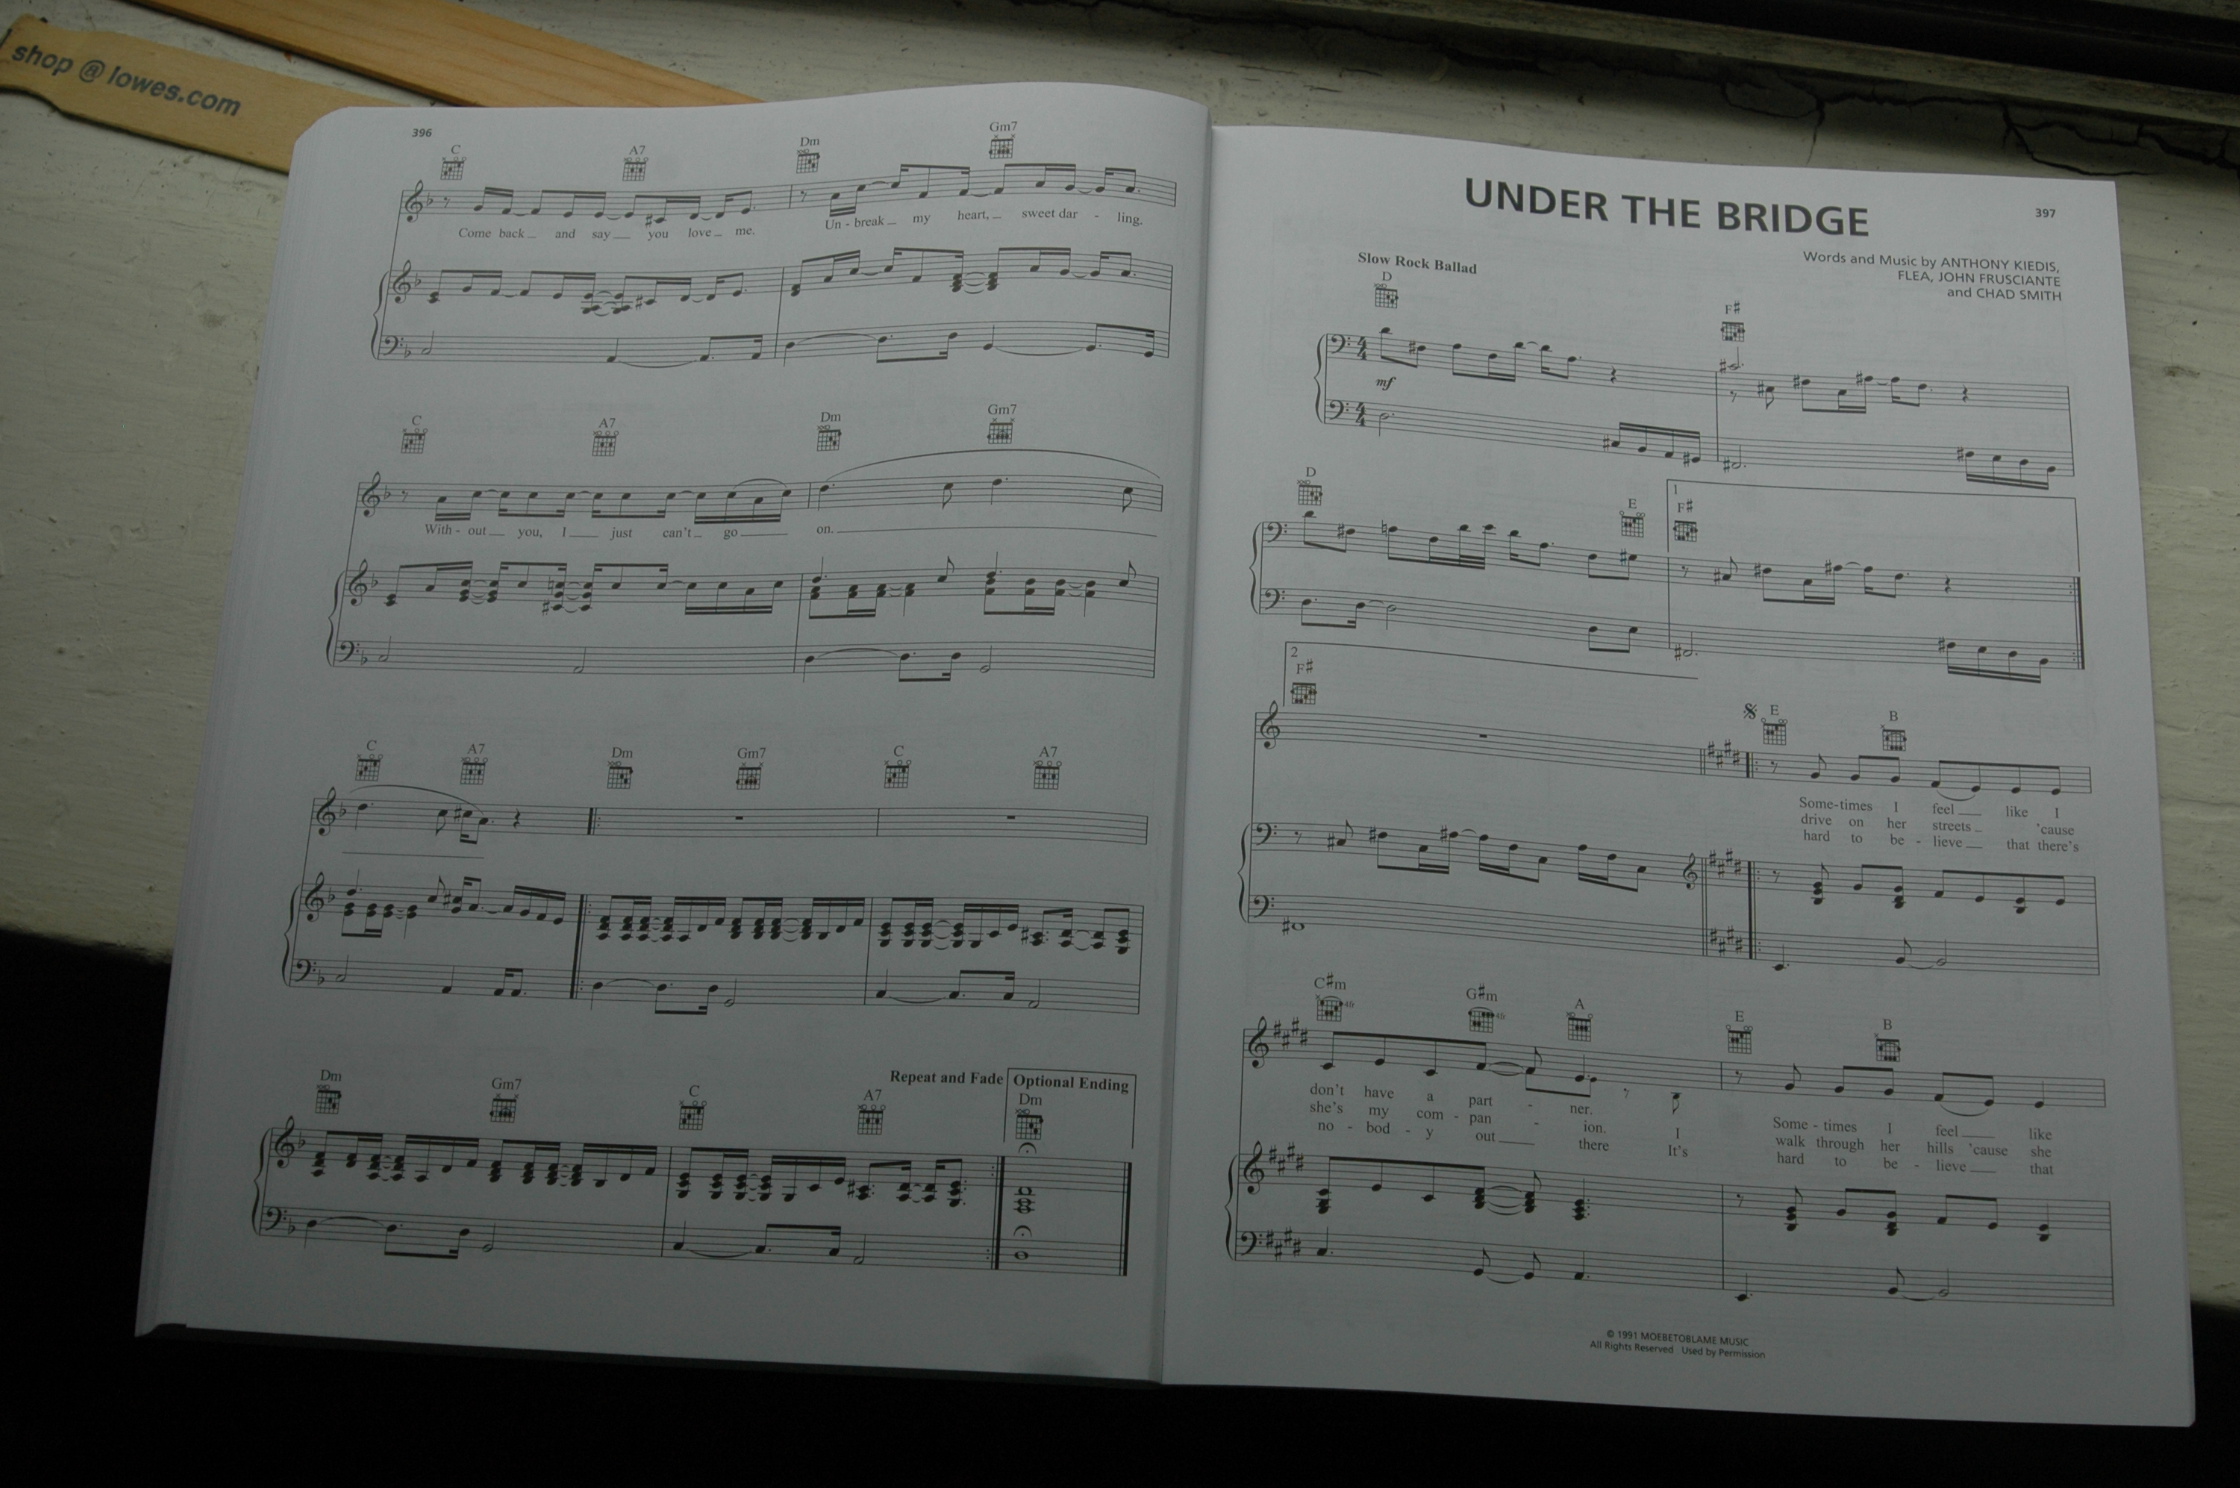 shop @ lowes.com
396
C A7 Dm Gm7
Come back and say you love me. Un - break my heart, sweet dar - ling.
C A7 Dm Gm7
With - out you, I just can't go on.
C A7 Dm Gm7 C A7
Repeat and Fade Optional Ending
Dm Gm7 C A7 Dm
UNDER THE BRIDGE
397
Words and Music by ANTHONY KIEDIS,
FLEA, JOHN FRUSCIANTE
and CHAD SMITH
Slow Rock Ballad
D F#
4/4
mf
4/4
D E 1 F#
2
F# E B
Some - times I feel like I
drive on her streets 'cause
hard to be - lieve that there's
C#m 4fr G#m 4fr A E B
don't have a part - ner. Some - times I feel like
she's my com - pan - ion. I walk through her hills 'cause she
no - bod - y out there It's hard to be - lieve that
© 1991 MOEBETOBLAME MUSIC
All Rights Reserved Used by Permission